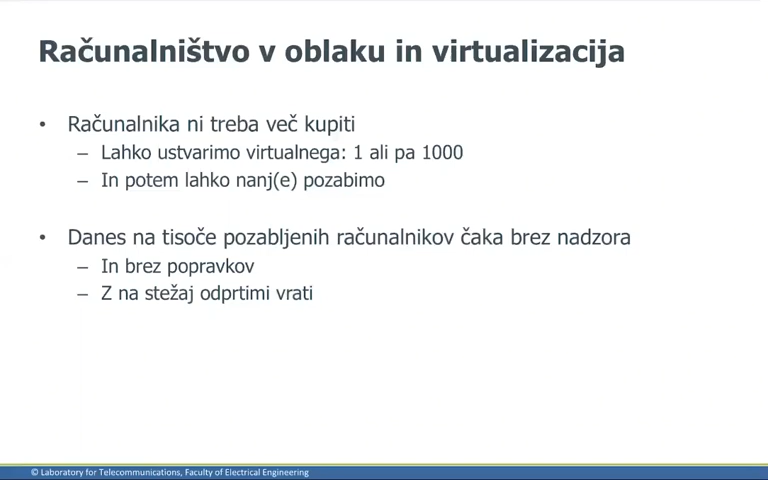 Računalništvo v oblaku in virtualizacija
• Računalnika ni treba več kupiti
– Lahko ustvarimo virtualnega: 1 ali pa 1000
– In potem lahko nanj(e) pozabimo
• Danes na tisoče pozabljenih računalnikov čaka brez nadzora
– In brez popravkov
– Z na stežaj odprtimi vrati
© Laboratory for Telecommunications, Faculty of Electrical Engineering